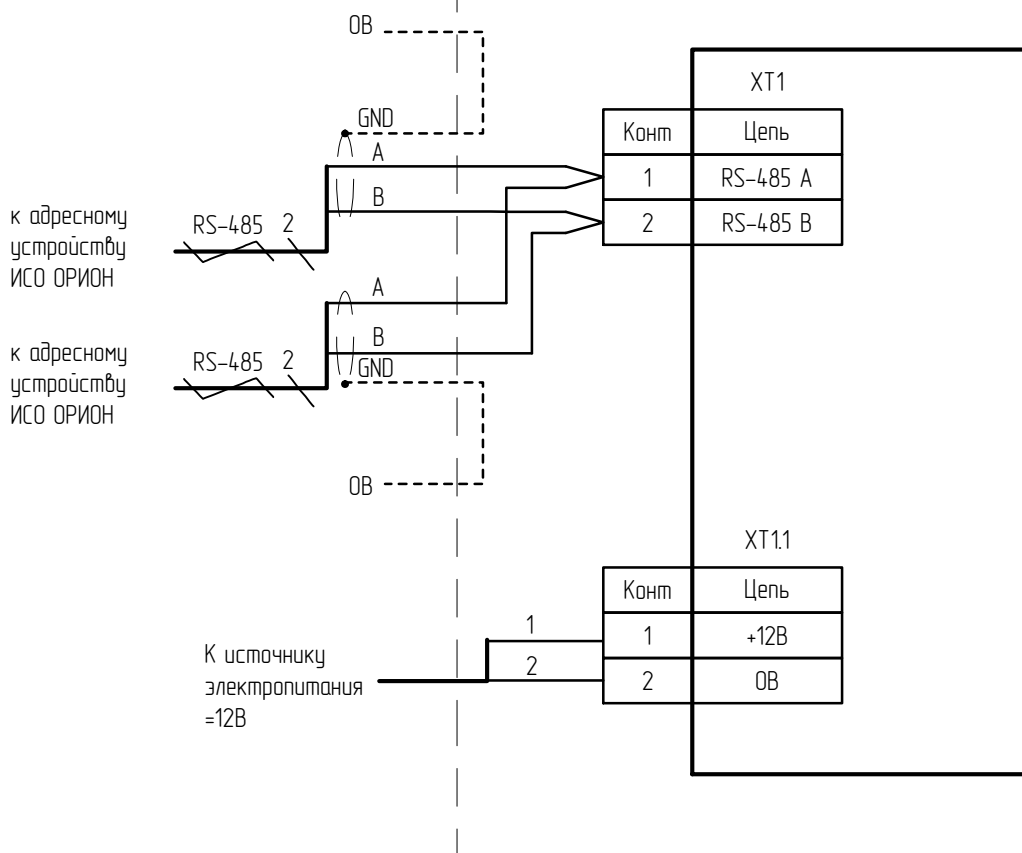 0В
GND
XT1
Конт Цепь
A
1 RS-485 A
B
2 RS-485 B
к адресному
устройству
ИСО ОРИОН
RS-485 2
A
B
GND
к адресному
устройству
ИСО ОРИОН
RS-485 2
0В
XT1.1
Конт Цепь
1
1 +12В
2
2 0В
К источнику
электропитания
=12В